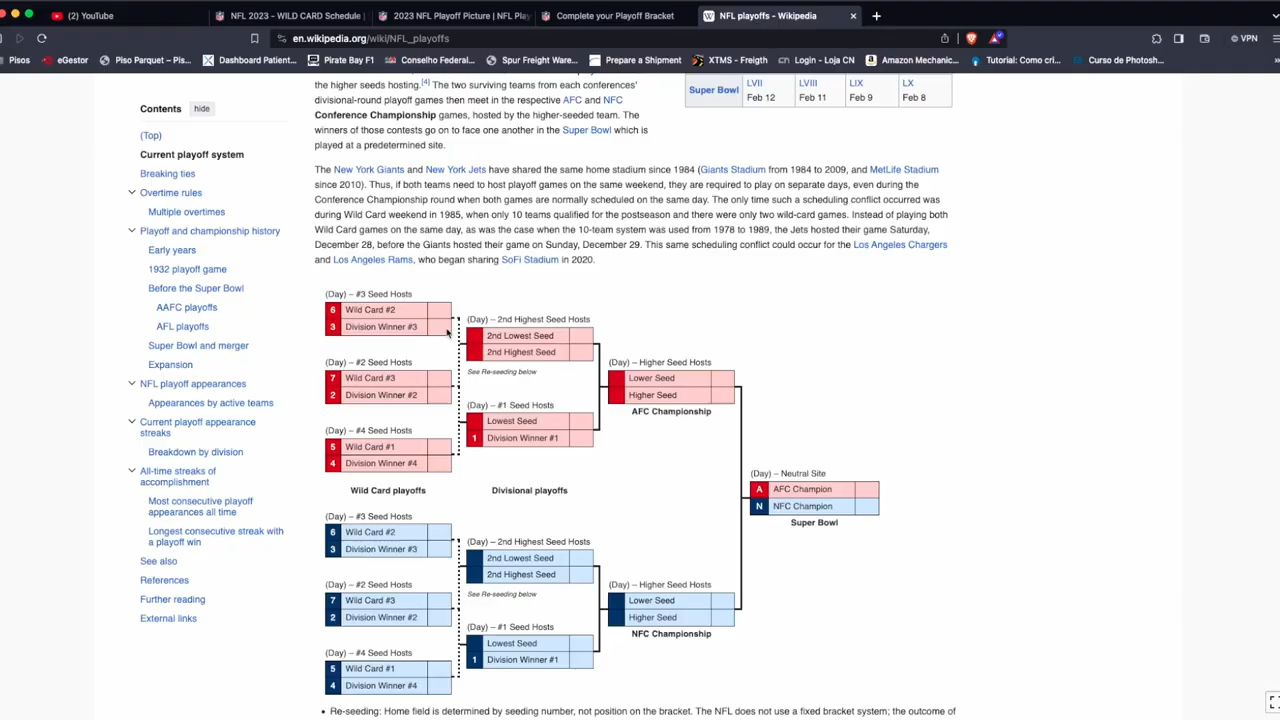 (2) YouTube
NFL 2023 - WILD CARD Schedule |
2023 NFL Playoff Picture | NFL Play
Complete your Playoff Bracket
NFL playoffs - Wikipedia
en.wikipedia.org/wiki/NFL_playoffs
VPN
Pisos
eGestor
Piso Parquet – Pis...
Dashboard Patient...
Pirate Bay F1
Conselho Federal...
Spur Freight Ware...
Prepare a Shipment
XTMS - Freigth
Login - Loja CN
Amazon Mechanic...
Tutorial: Como cri...
Curso de Photosh...
Contents
hide
(Top)
Current playoff system
Breaking ties
Overtime rules
Multiple overtimes
Playoff and championship history
Early years
1932 playoff game
Before the Super Bowl
AAFC playoffs
AFL playoffs
Super Bowl and merger
Expansion
NFL playoff appearances
Appearances by active teams
Current playoff appearance
streaks
Breakdown by division
All-time streaks of
accomplishment
Most consecutive playoff
appearances all time
Longest consecutive streak with
a playoff win
See also
References
Further reading
External links
the higher seeds hosting.[4] The two surviving teams from each conferences'
divisional-round playoff games then meet in the respective AFC and NFC
Conference Championship games, hosted by the higher-seeded team. The
winners of those contests go on to face one another in the Super Bowl which is
played at a predetermined site.
Super Bowl
LVII
Feb 12
LVIII
Feb 11
LIX
Feb 9
LX
Feb 8
The New York Giants and New York Jets have shared the same home stadium since 1984 (Giants Stadium from 1984 to 2009, and MetLife Stadium
since 2010). Thus, if both teams need to host playoff games on the same weekend, they are required to play on separate days, even during the
Conference Championship round when both games are normally scheduled on the same day. The only time such a scheduling conflict occurred was
during Wild Card weekend in 1985, when only 10 teams qualified for the postseason and there were only two wild-card games. Instead of playing both
Wild Card games on the same day, as was the case when the 10-team system was used from 1978 to 1989, the Jets hosted their game Saturday,
December 28, before the Giants hosted their game on Sunday, December 29. This same scheduling conflict could occur for the Los Angeles Chargers
and Los Angeles Rams, who began sharing SoFi Stadium in 2020.
(Day) – #3 Seed Hosts
6 Wild Card #2
3 Division Winner #3
(Day) – #2 Seed Hosts
7 Wild Card #3
2 Division Winner #2
(Day) – #4 Seed Hosts
5 Wild Card #1
4 Division Winner #4
Wild Card playoffs
(Day) – 2nd Highest Seed Hosts
2nd Lowest Seed
2nd Highest Seed
See Re-seeding below
(Day) – #1 Seed Hosts
Lowest Seed
1 Division Winner #1
Divisional playoffs
(Day) – Higher Seed Hosts
Lower Seed
Higher Seed
AFC Championship
(Day) – Neutral Site
A AFC Champion
N NFC Champion
Super Bowl
(Day) – #3 Seed Hosts
6 Wild Card #2
3 Division Winner #3
(Day) – #2 Seed Hosts
7 Wild Card #3
2 Division Winner #2
(Day) – #4 Seed Hosts
5 Wild Card #1
4 Division Winner #4
(Day) – 2nd Highest Seed Hosts
2nd Lowest Seed
2nd Highest Seed
See Re-seeding below
(Day) – #1 Seed Hosts
Lowest Seed
1 Division Winner #1
(Day) – Higher Seed Hosts
Lower Seed
Higher Seed
NFC Championship
• Re-seeding: Home field is determined by seeding number, not position on the bracket. The NFL does not use a fixed bracket system; the outcome of